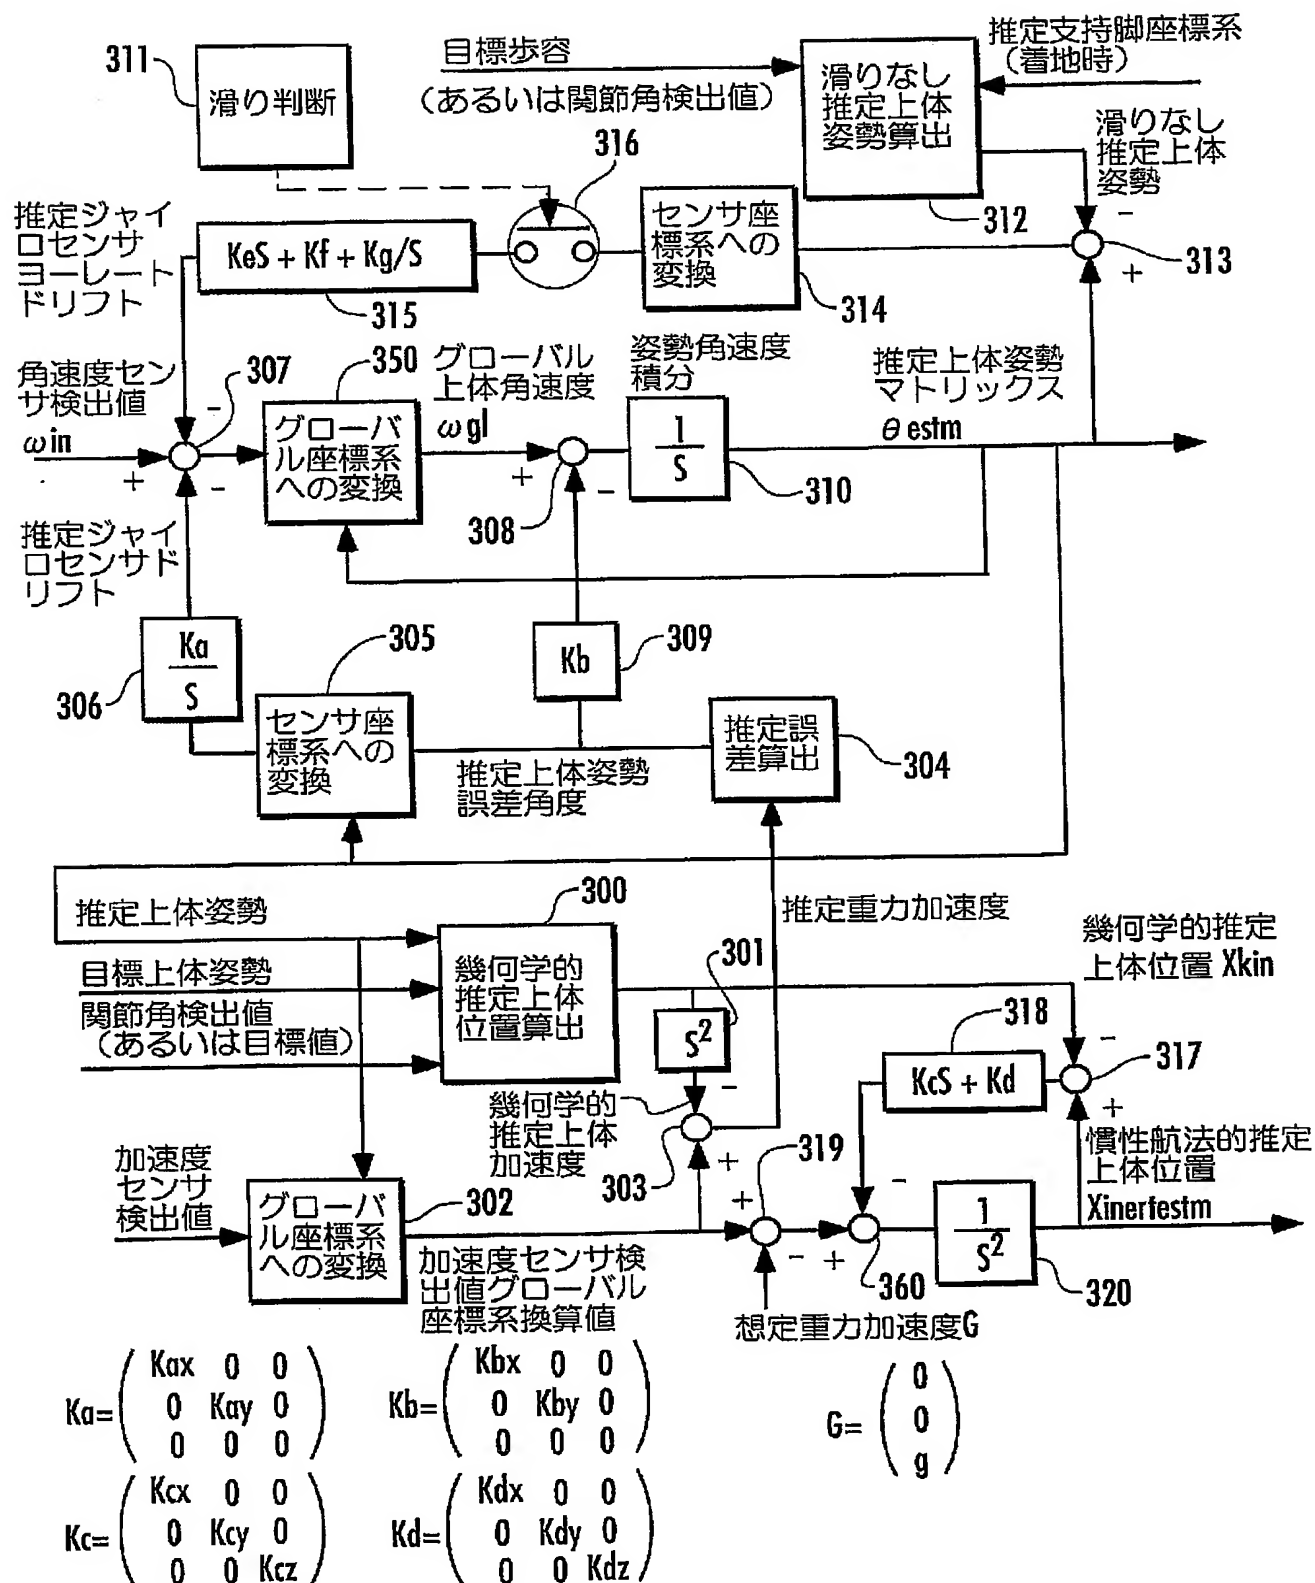 311
滑り判断
目標歩容
（あるいは関節角検出値）
滑りなし
推定上体
姿勢算出
312
推定支持脚座標系
（着地時）
滑りなし
推定上体
姿勢
316
推定ジャイ
ロセンサ
ヨーレート
ドリフト
KeS + Kf + Kg/S
315
センサ座
標系への
変換
314
−
313
+
角速度セン
サ検出値
ωin
+
307
−
−
350
グローバ
ル座標系
への変換
グローバル
上体角速度
ωgl
+
308
−
姿勢角速度
積分
1
S
310
推定上体姿勢
マトリックス
θestm
推定ジャイ
ロセンサド
リフト
Ka
S
306
305
センサ座
標系への
変換
Kb
309
推定上体姿勢
誤差角度
推定誤
差算出
304
推定上体姿勢
目標上体姿勢
関節角検出値
（あるいは目標値）
300
幾何学的
推定上体
位置算出
推定重力加速度
301
S²
−
幾何学的
推定上体
加速度
303
+
幾何学的推定
上体位置 Xkin
318
KcS + Kd
−
317
+
慣性航法的推定
上体位置
Xinertestm
加速度
センサ
検出値
グローバ
ル座標系
への変換
302
加速度センサ検
出値グローバル
座標系換算値
319
+
−
+
−
360
1
S²
320
想定重力加速度G
Ka= Kax 0 0
0 Kay 0
0 0 0
Kb= Kbx 0 0
0 Kby 0
0 0 0
G= 0
0
g
Kc= Kcx 0 0
0 Kcy 0
0 0 Kcz
Kd= Kdx 0 0
0 Kdy 0
0 0 Kdz